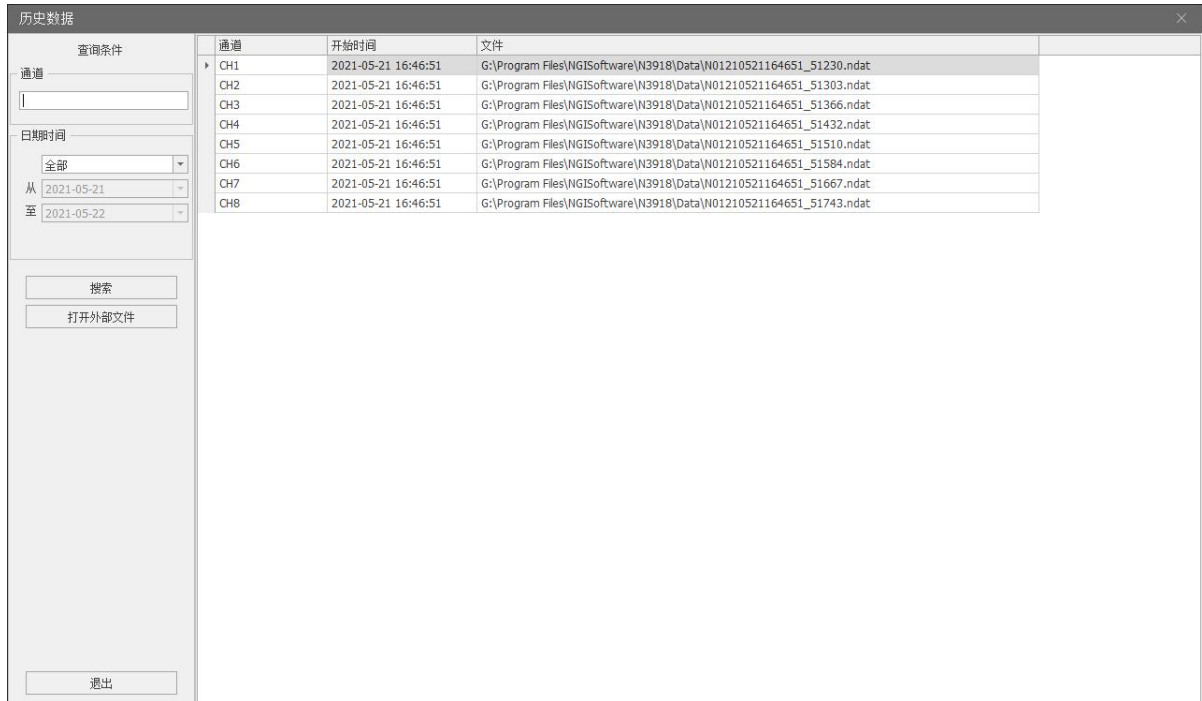 历史数据
查询条件
通道
日期时间
全部
从 2021-05-21
至 2021-05-22
搜索
打开外部文件
退出
通道 开始时间 文件
CH1 2021-05-21 16:46:51 G:\Program Files\NGISoftware\N3918\Data\N01210521164651_51230.ndat
CH2 2021-05-21 16:46:51 G:\Program Files\NGISoftware\N3918\Data\N01210521164651_51303.ndat
CH3 2021-05-21 16:46:51 G:\Program Files\NGISoftware\N3918\Data\N01210521164651_51366.ndat
CH4 2021-05-21 16:46:51 G:\Program Files\NGISoftware\N3918\Data\N01210521164651_51432.ndat
CH5 2021-05-21 16:46:51 G:\Program Files\NGISoftware\N3918\Data\N01210521164651_51510.ndat
CH6 2021-05-21 16:46:51 G:\Program Files\NGISoftware\N3918\Data\N01210521164651_51584.ndat
CH7 2021-05-21 16:46:51 G:\Program Files\NGISoftware\N3918\Data\N01210521164651_51667.ndat
CH8 2021-05-21 16:46:51 G:\Program Files\NGISoftware\N3918\Data\N01210521164651_51743.ndat